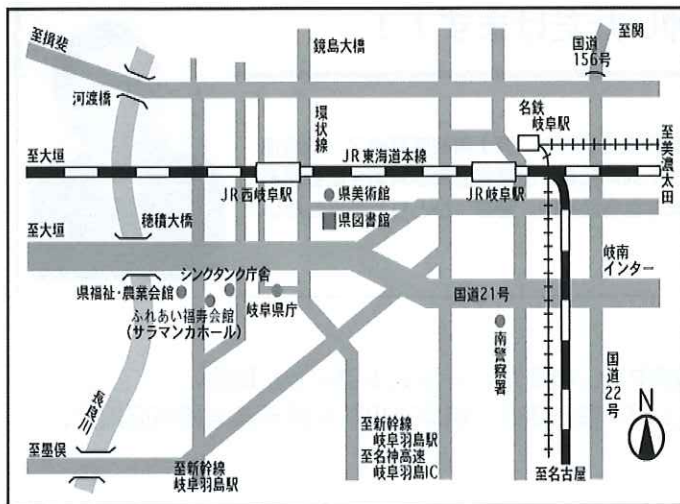 至揖斐
鏡島大橋
国道
156号
至関
河渡橋
環状線
名鉄
岐阜駅
至美濃太田
至大垣
JR東海道本線
JR西岐阜駅
県美術館
JR岐阜駅
穂積大橋
県図書館
至大垣
シンクタンク庁舎
岐南
インター
県福祉・農業会館
岐阜県庁
国道21号
ふれあい福寿会館
(サラマンカホール)
南警察署
国道22号
長良川
N
至墨俣
至新幹線
岐阜羽島駅
至新幹線
岐阜羽島駅
至名神高速
岐阜羽島IC
至名古屋